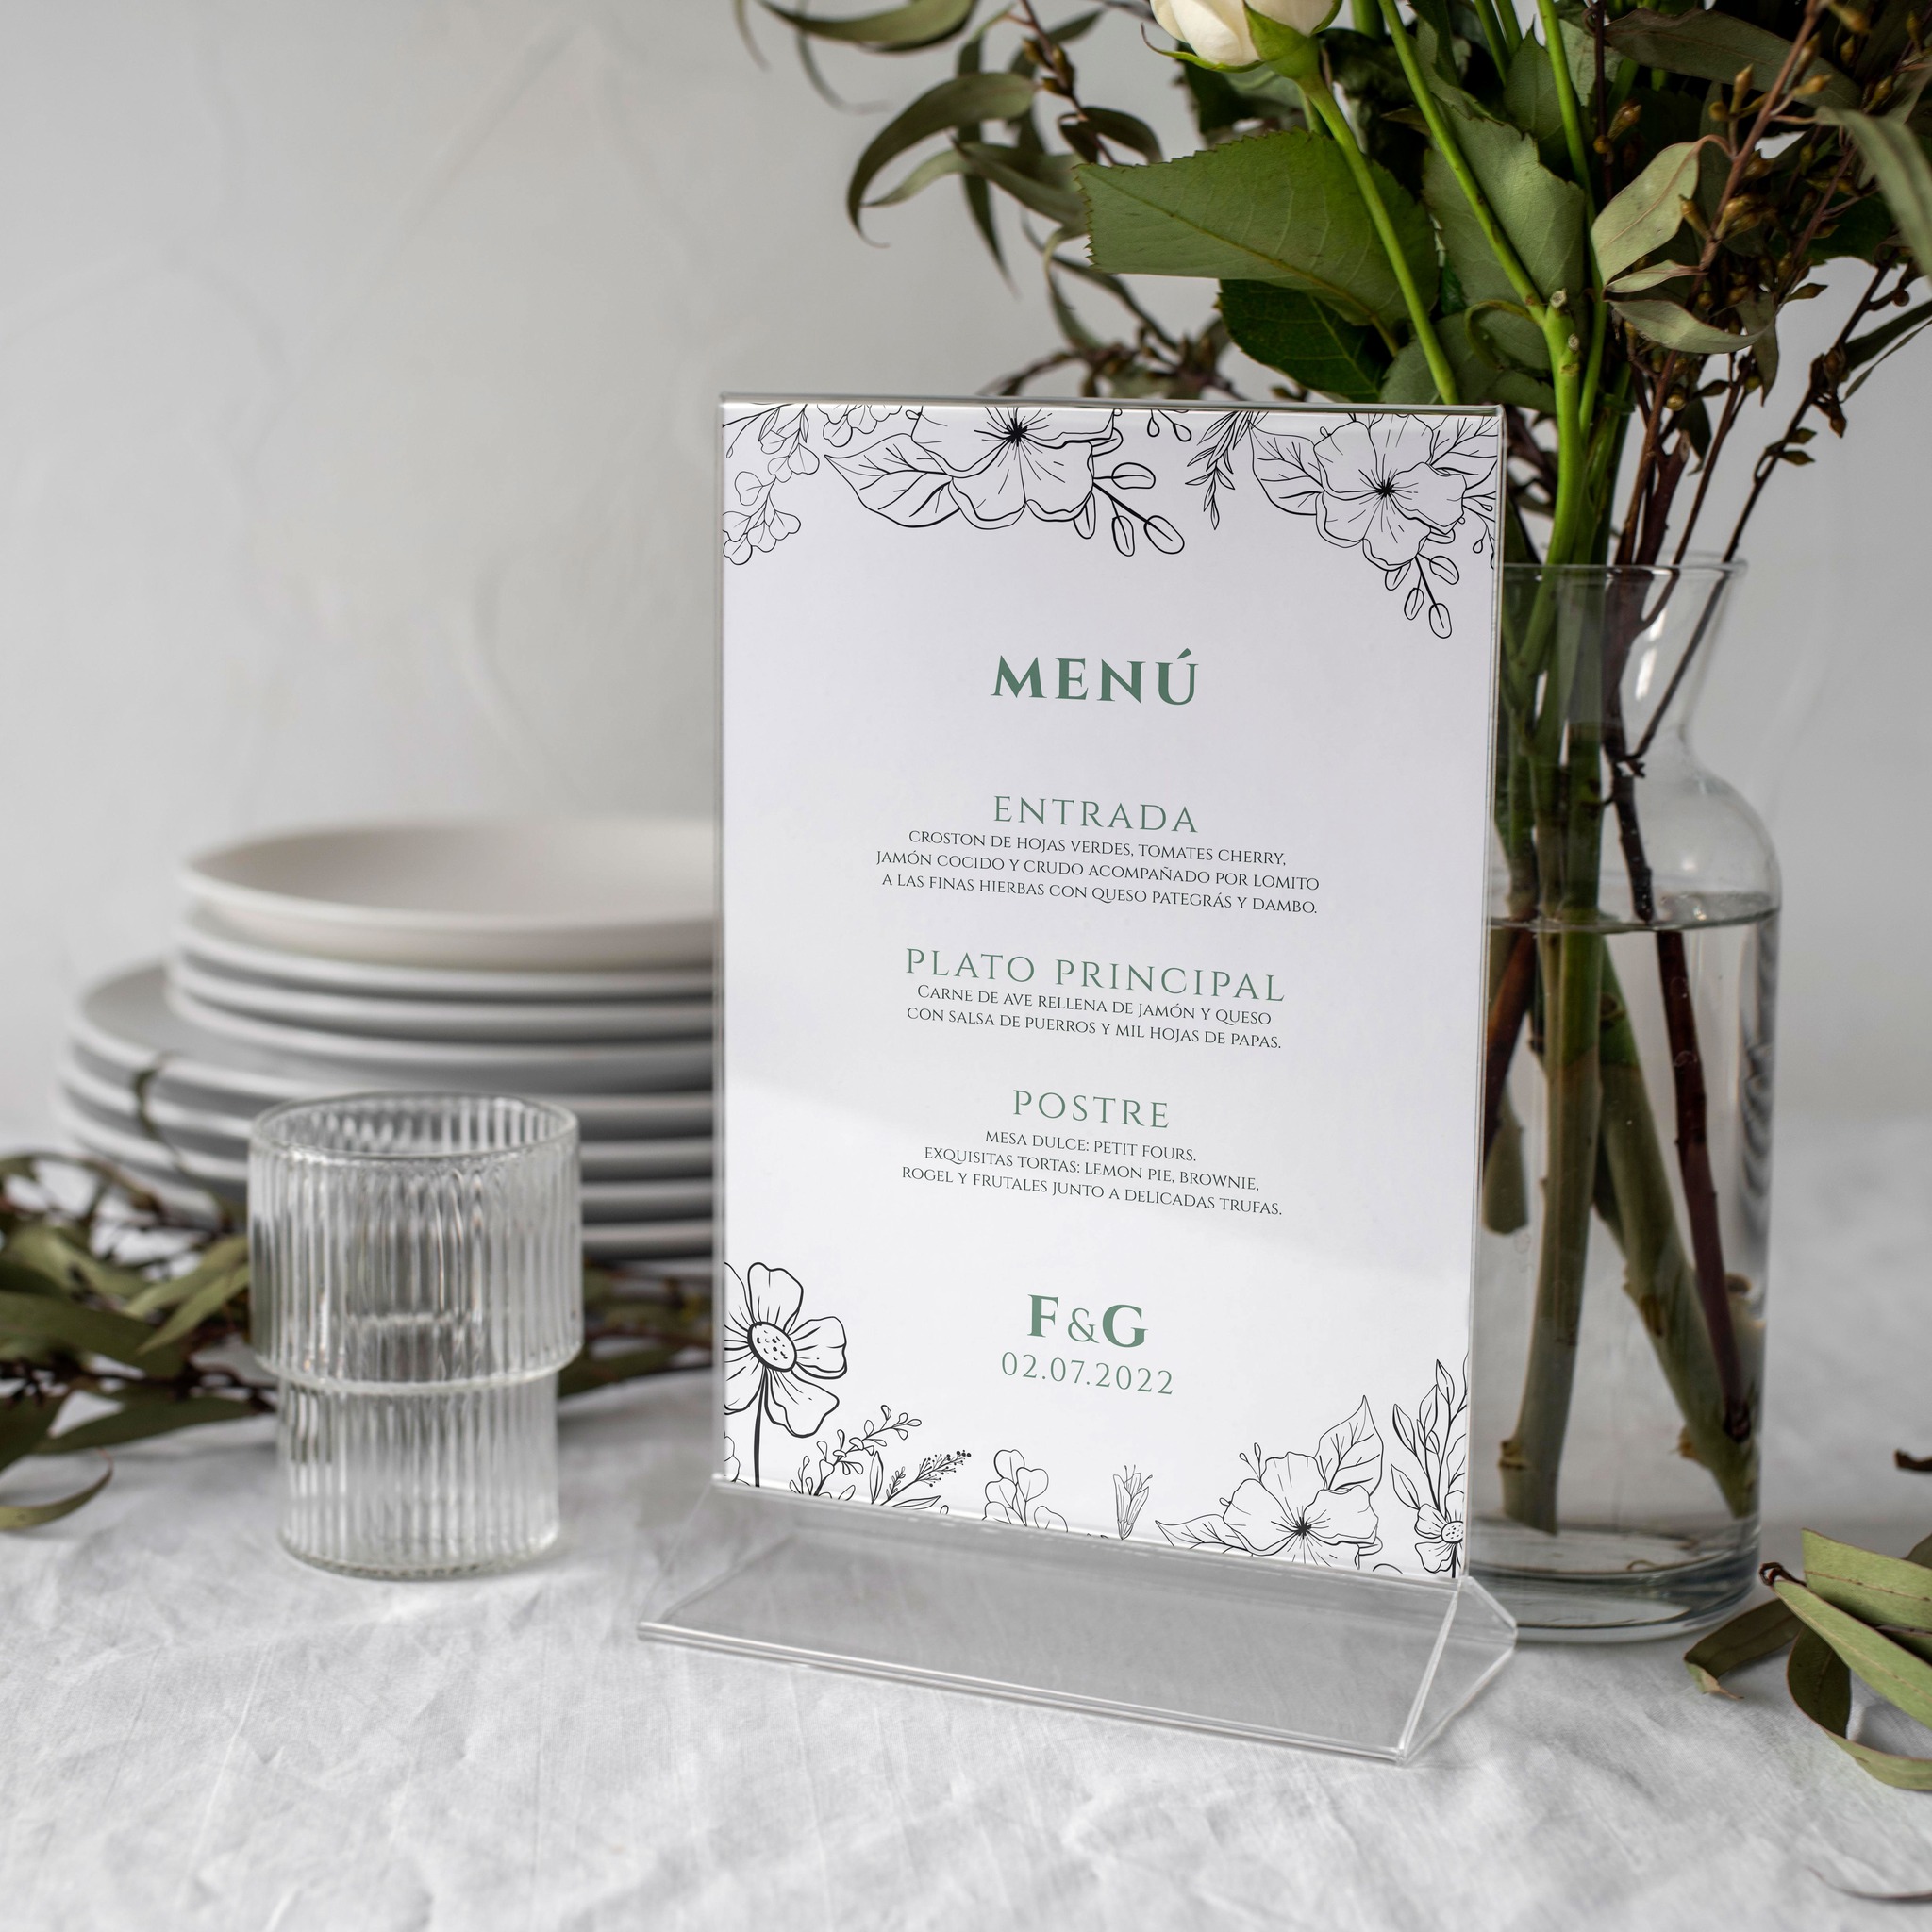 MENÚ
ENTRADA
CROSTON DE HOJAS VERDES, TOMATES CHERRY,
JAMÓN COCIDO Y CRUDO ACOMPAÑADO POR LOMITO
A LAS FINAS HIERBAS CON QUESO PATEGRÁS Y DAMBO.
PLATO PRINCIPAL
CARNE DE AVE RELLENA DE JAMÓN Y QUESO
CON SALSA DE PUERROS Y MIL HOJAS DE PAPAS.
POSTRE
MESA DULCE: PETIT FOURS.
EXQUISITAS TORTAS: LEMON PIE, BROWNIE,
ROGEL Y FRUTALES JUNTO A DELICADAS TRUFAS.
F&G
02.07.2022